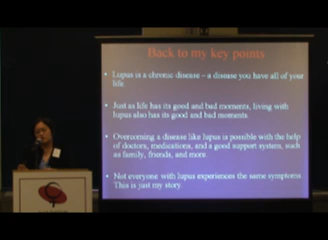 Back to my key points
• Lupus is a chronic disease – a disease you have all of your
life.
• Just as life has its good and bad moments, living with
lupus also has its good and bad moments.
• Overcoming a disease like lupus is possible with the help
of doctors, medications, and a good support system, such
as family, friends, and more.
• Not everyone with lupus experiences the same symptoms.
This is just my story.